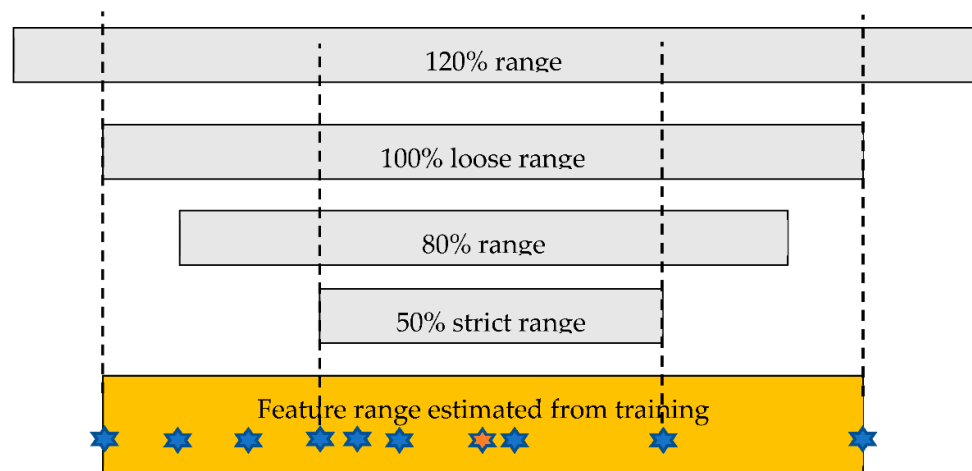 120% range
100% loose range
80% range
50% strict range
Feature range estimated from training